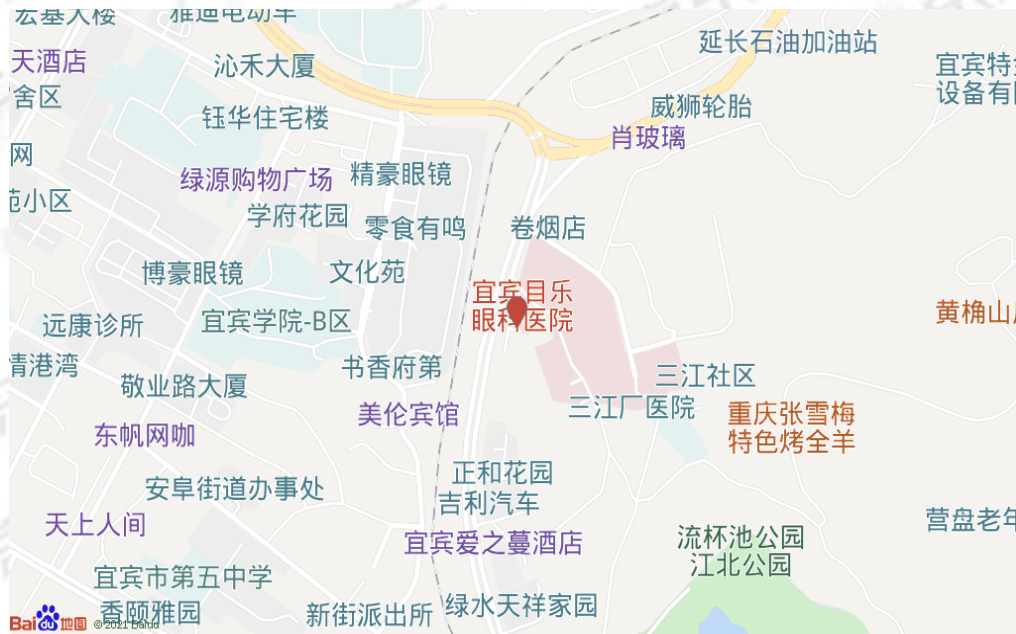 宏基大楼
雅迪电动车
延长石油加油站
天酒店
沁禾大厦
宜宾特
舍区
设备有
威狮轮胎
钰华住宅楼
肖玻璃
网
绿源购物广场
精豪眼镜
苑小区
学府花园
零食有鸣
卷烟店
博豪眼镜
文化苑
宜宾目乐
眼科医院
远康诊所
宜宾学院-B区
黄桷山
情港湾
书香府第
三江社区
敬业路大厦
三江厂医院
美伦宾馆
重庆张雪梅
特色烤全羊
东帆网咖
正和花园
安阜街道办事处
吉利汽车
天上人间
营盘老年
宜宾爱之蔓酒店
流杯池公园
江北公园
宜宾市第五中学
香颐雅园
新街派出所
绿水天祥家园
Bai du 地图
© 2021 Baidu